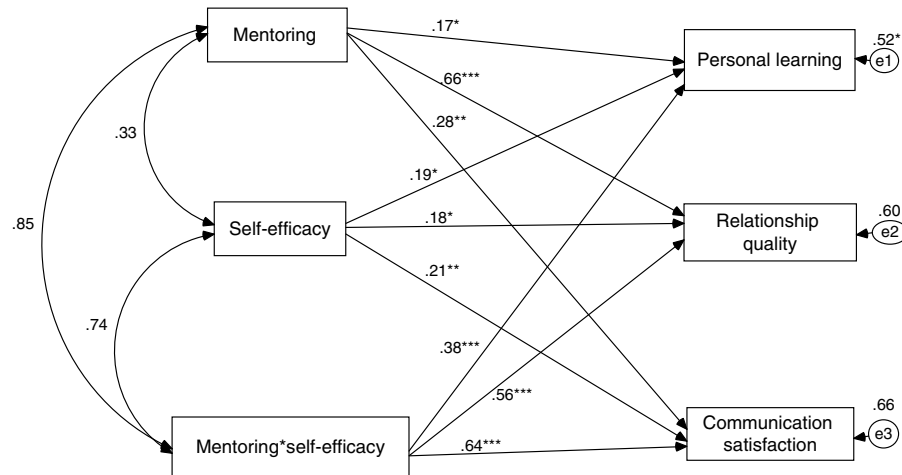 Mentoring
.17*
Personal learning
.52*
e1
.66***
.28**
.33
.19*
.85
Self-efficacy
.18*
Relationship
quality
.60
e2
.21**
.74
.38***
.56***
Mentoring*self-efficacy
.64***
Communication
satisfaction
.66
e3